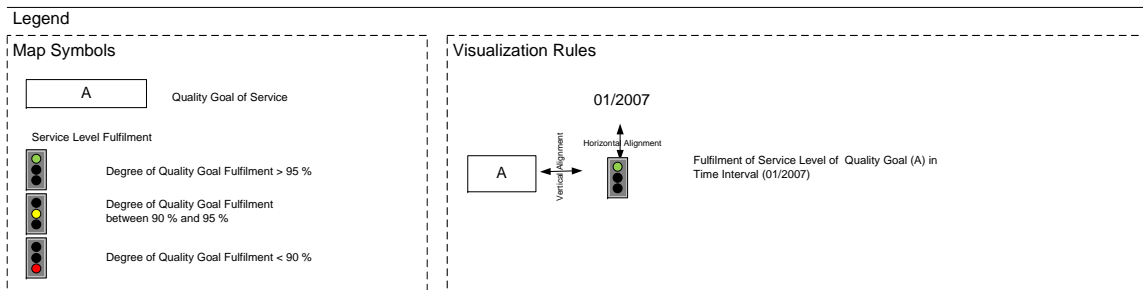 Legend
Map Symbols
A
Quality Goal of Service
Service Level Fulfilment
Degree of Quality Goal Fulfilment > 95 %
Degree of Quality Goal Fulfilment
between 90 % and 95 %
Degree of Quality Goal Fulfilment < 90 %
Visualization Rules
01/2007
Horizontal Alignment
Vertical Alignment
A
Fulfilment of Service Level of Quality Goal (A) in
Time Interval (01/2007)